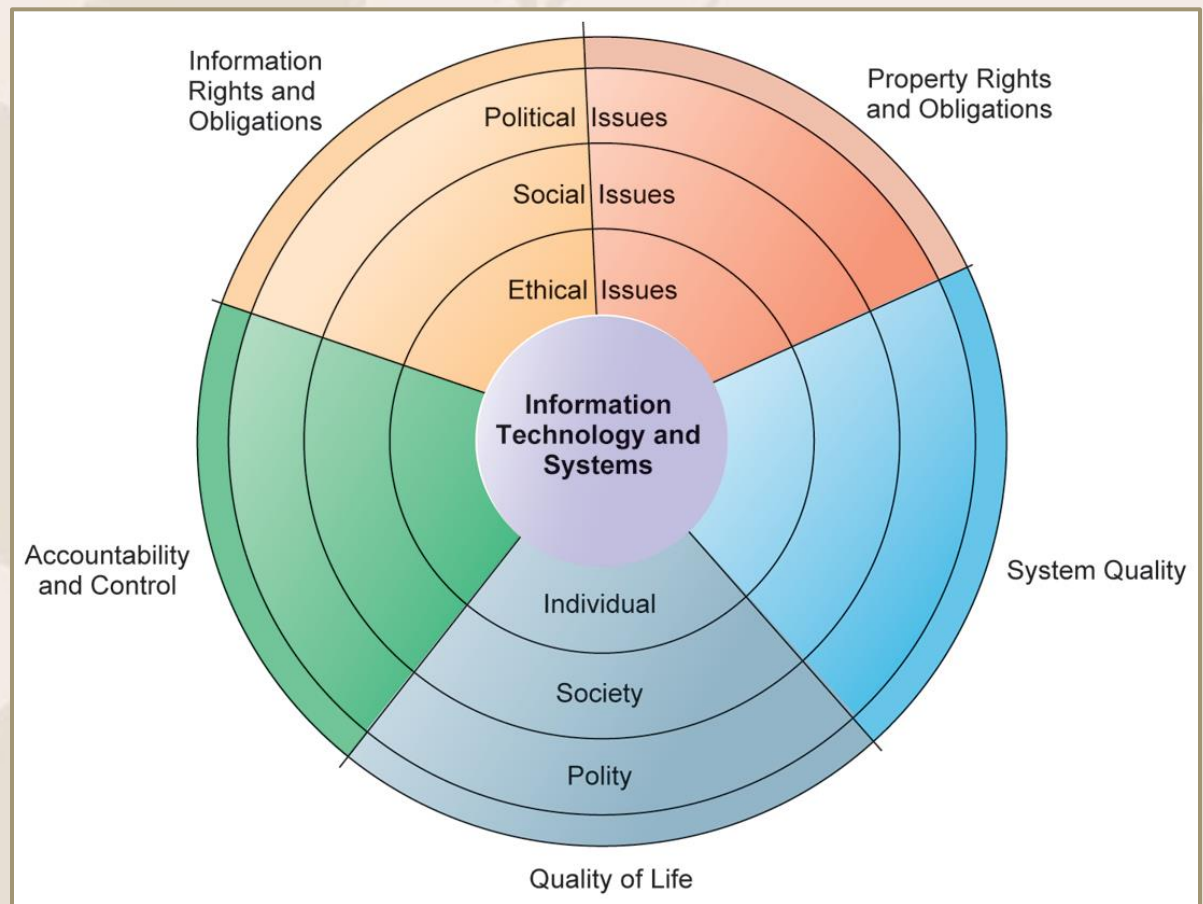 Information
Rights and
Obligations
Property Rights
and Obligations
Political Issues
Social Issues
Ethical Issues
Information
Technology and
Systems
Accountability
and Control
System Quality
Individual
Society
Polity
Quality of Life